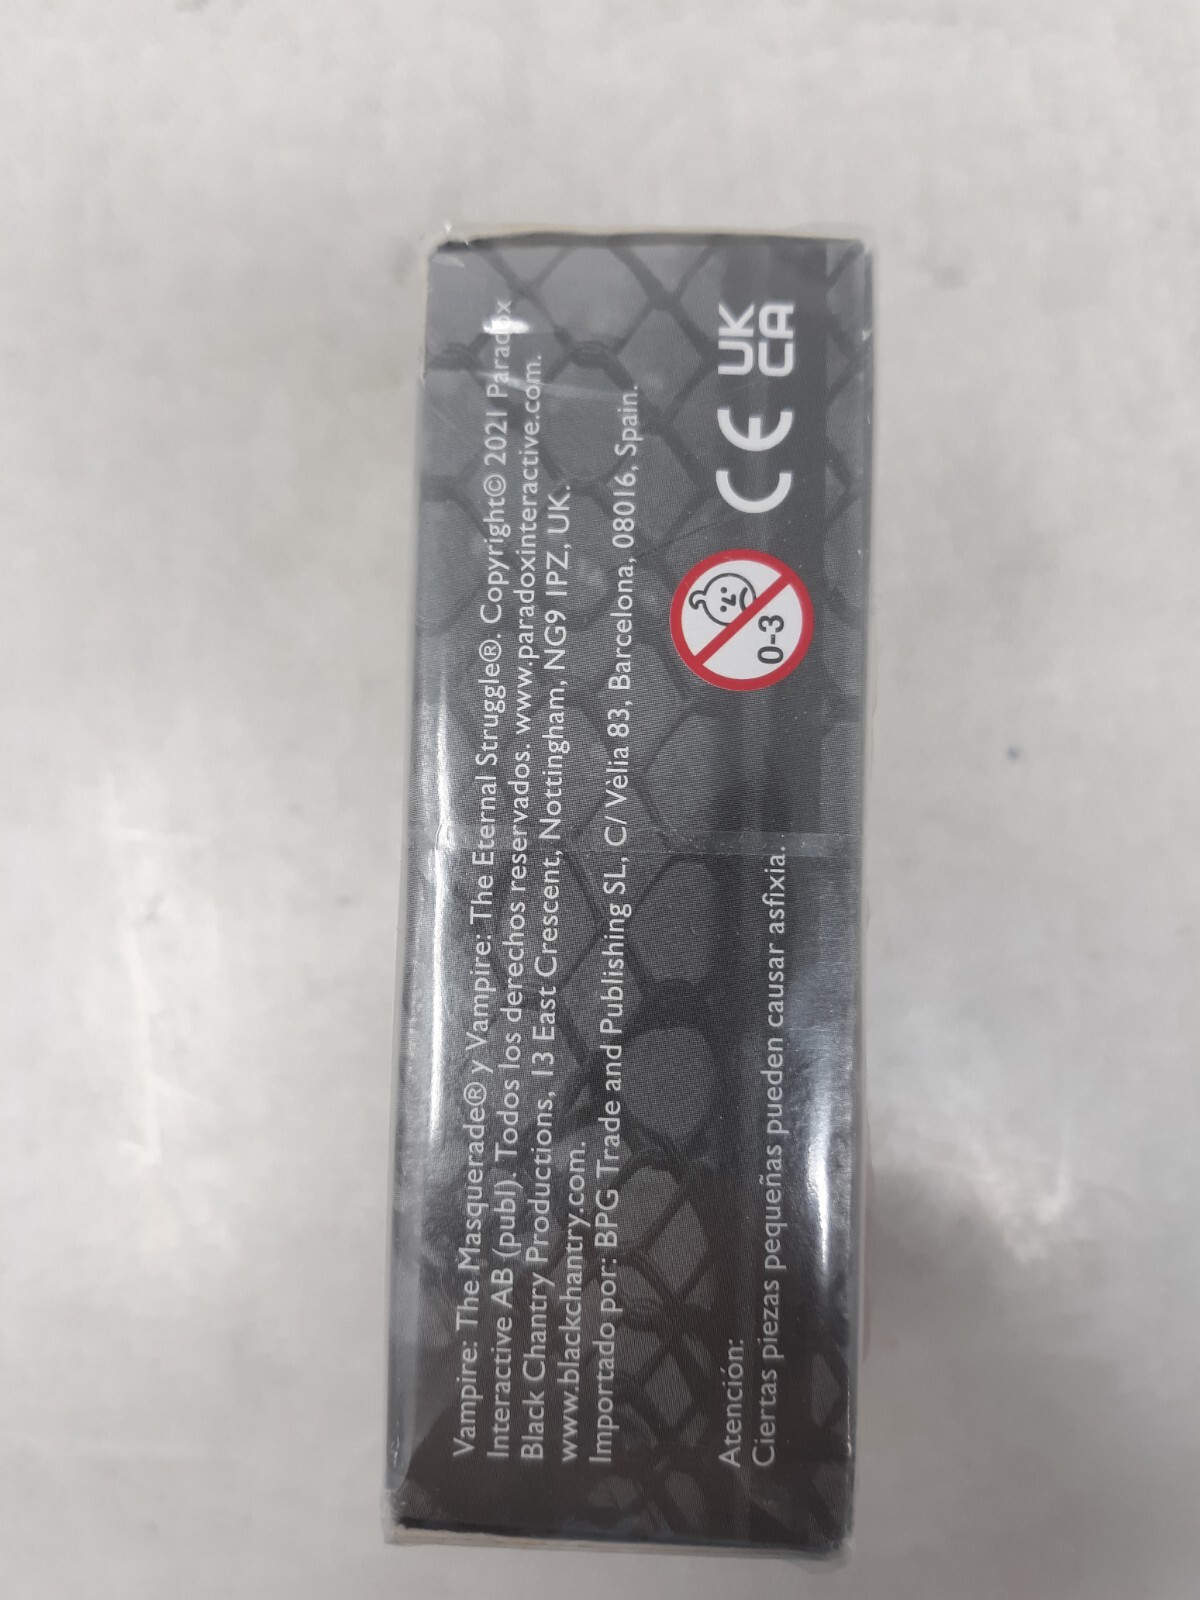 Vampire: The Masquerade® y Vampire: The Eternal Struggle®. Copyright© 2021 Paradox
Interactive AB (publ). Todos los derechos reservados. www.paradoxinteractive.com.
Black Chantry Productions, 13 East Crescent, Nottingham, NG9 1PZ, UK.
www.blackchantry.com.
Importado por: BPG Trade and Publishing SL, C/ Vèlia 83, Barcelona, 08016, Spain.
Atención:
Ciertas piezas pequeñas pueden causar asfixia.
0-3
CE
UK
CA